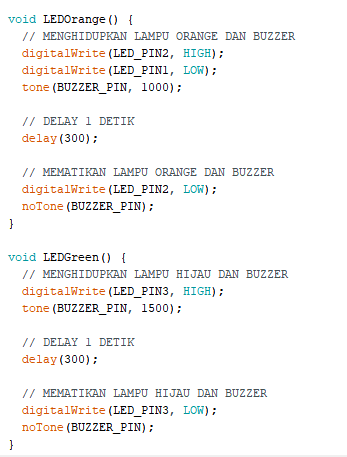 void LEDOrange() {
  // MENGHIDUPKAN LAMPU ORANGE DAN BUZZER
  digitalWrite(LED_PIN2, HIGH);
  digitalWrite(LED_PIN1, LOW);
  tone(BUZZER_PIN, 1000);

  // DELAY 1 DETIK
  delay(300);

  // MEMATIKAN LAMPU ORANGE DAN BUZZER
  digitalWrite(LED_PIN2, LOW);
  noTone(BUZZER_PIN);
}

void LEDGreen() {
  // MENGHIDUPKAN LAMPU HIJAU DAN BUZZER
  digitalWrite(LED_PIN3, HIGH);
  tone(BUZZER_PIN, 1500);

  // DELAY 1 DETIK
  delay(300);

  // MEMATIKAN LAMPU HIJAU DAN BUZZER
  digitalWrite(LED_PIN3, LOW);
  noTone(BUZZER_PIN);
}